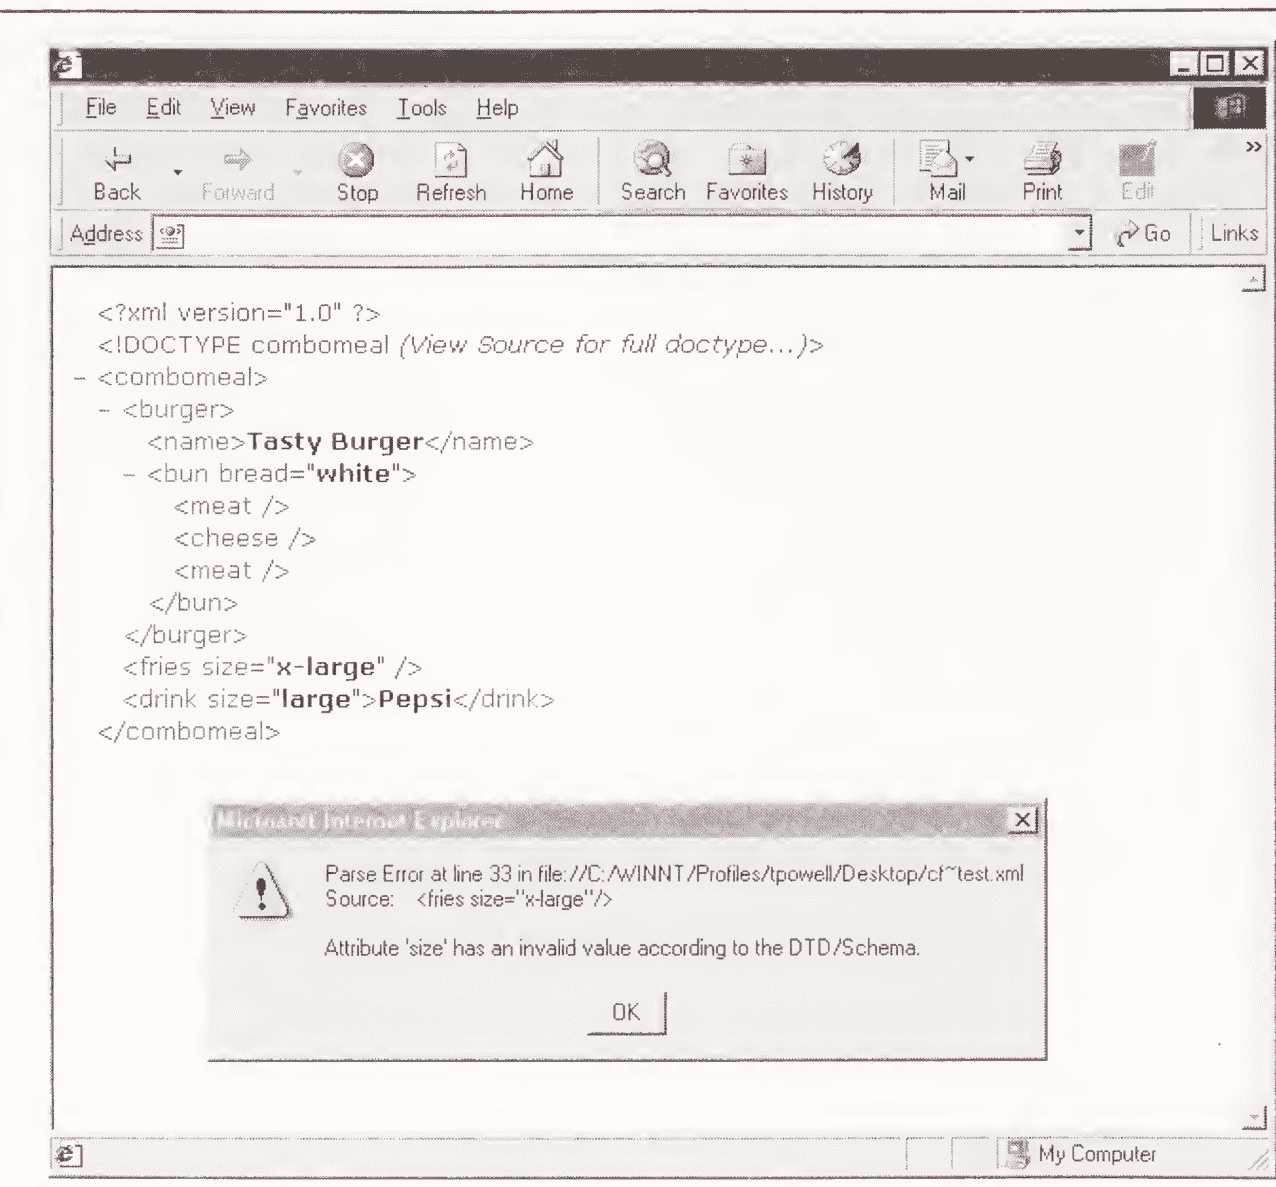 File Edit View Favorites Tools Help
Back Forward Stop Refresh Home Search Favorites History Mail Print Edit »
Address Go Links
<?xml version="1.0" ?>
<!DOCTYPE combomeal (View Source for full doctype...)>
- <combomeal>
- <burger>
<name>Tasty Burger</name>
- <bun bread="white">
<meat />
<cheese />
<meat />
</bun>
</burger>
<fries size="x-large" />
<drink size="large">Pepsi</drink>
</combomeal>
Microsoft Internet Explorer
Parse Error at line 33 in file://C:/WINNT/Profiles/tpowell/Desktop/cf~test.xml
Source: <fries size="x-large"/>
Attribute 'size' has an invalid value according to the DTD/Schema.
OK
My Computer